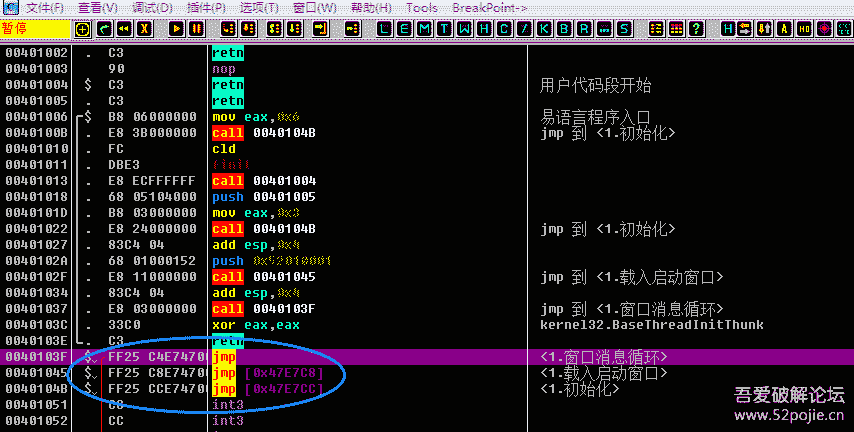 文件(F) 查看(V) 调试(D) 插件(P) 选项(T) 窗口(W) 帮助(H) Tools BreakPoint->
暂停 L E M T W H C / K B R ... S ? H A HO
00401002 . C3 retn
00401003 90 nop
00401004 $ C3 retn 用户代码段开始
00401005 . C3 retn
00401006 $ B8 06000000 mov eax,0x6 易语言程序入口
0040100B . E8 3B000000 call 0040104B jmp 到 <1.初始化>
00401010 . FC cld
00401011 . DBE3 finit
00401013 . E8 ECFFFFFF call 00401004
00401018 . 68 05104000 push 00401005
0040101D . B8 03000000 mov eax,0x3
00401022 . E8 24000000 call 0040104B jmp 到 <1.初始化>
00401027 . 83C4 04 add esp,0x4
0040102A . 68 01000152 push 0x52010001
0040102F . E8 11000000 call 00401045 jmp 到 <1.载入启动窗口>
00401034 . 83C4 04 add esp,0x4
00401037 . E8 03000000 call 0040103F jmp 到 <1.窗口消息循环>
0040103C . 33C0 xor eax,eax kernel32.BaseThreadInitThunk
0040103E . C3 retn
0040103F $ FF25 C4E74700 jmp <1.窗口消息循环>
00401045 $ FF25 C8E74700 jmp [0x47E7C8] <1.载入启动窗口>
0040104B $ FF25 CCE74700 jmp [0x47E7CC] <1.初始化>
00401051 CC int3
00401052 CC int3
吾爱破解论坛
www.52pojie.cn